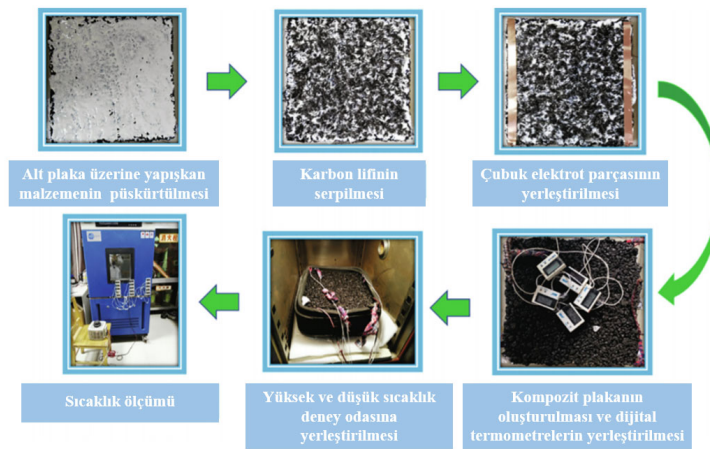 Alt plaka üzerine yapışkan
malzemenin püskürtülmesi
Karbon lifinin
serpilmesi
Çubuk elektrot parçasının
yerleştirilmesi
Sıcaklık ölçümü
Yüksek ve düşük sıcaklık
deney odasına
yerleştirilmesi
Kompozit plakanın
oluşturulması ve dijital
termometrelerin yerleştirilmesi